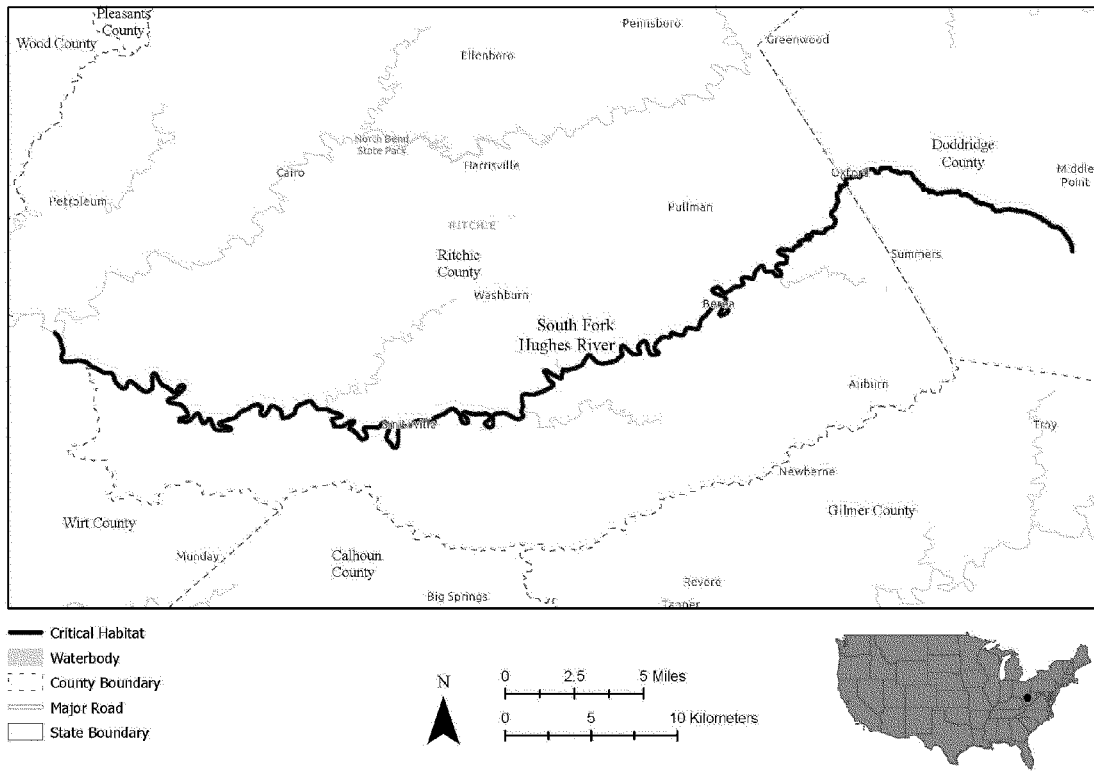 Pleasants
County
Wood County
Pennsboro
Greenwood
Ellenboro
North Bend
State Park
Harrisville
Cairo
Doddridge
County
Oxford
Middle
Point
Petroleum
Pullman
RITCHIE
Ritchie
County
Summers
Washburn
Berea
South Fork
Hughes River
Auburn
Troy
Newberne
Gilmer County
Wirt County
Munday
Calhoun
County
Revere
Big Springs
Tanner
Critical Habitat
Waterbody
County Boundary
Major Road
State Boundary
N
0 2.5 5 Miles
0 5 10 Kilometers